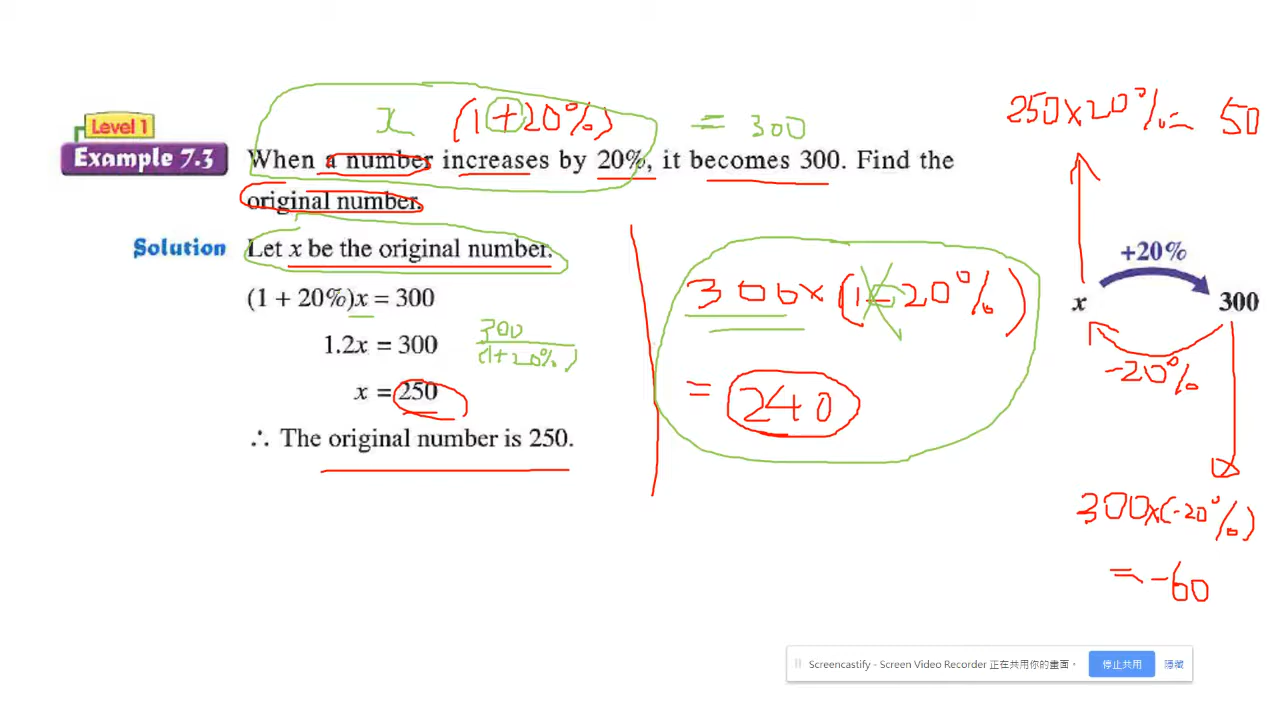 x (1+20%) = 300
250×20%= 50
Level 1
Example 7.3
When a number increases by 20%, it becomes 300. Find the
original number.
Solution
Let x be the original number.
(1 + 20%)x = 300
1.2x = 300
300
(1+20%)
x = 250
∴ The original number is 250.
300×(1-20%)
= 240
+20%
x 300
-20%
300×(-20%)
= -60
Screencastify - Screen Video Recorder 正在共用你的畫面。
停止共用
隱藏